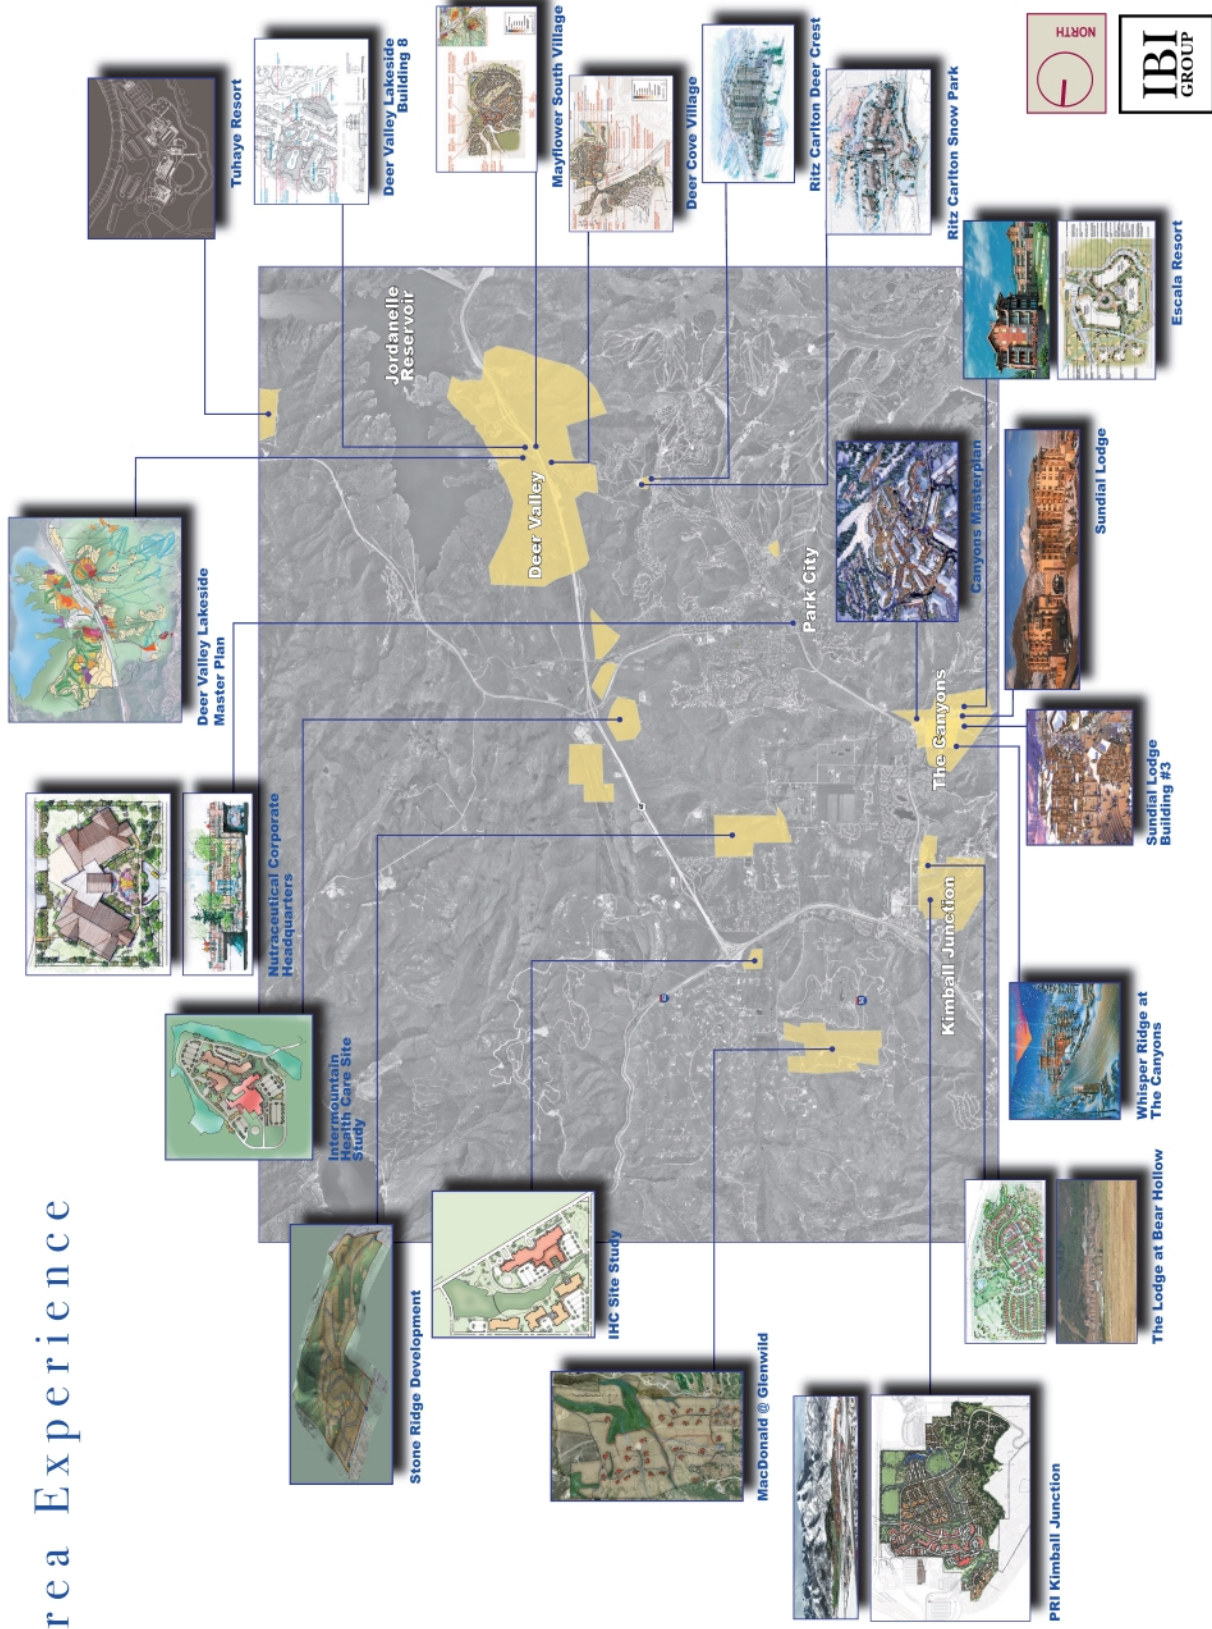 rea Experience
Stone Ridge Development
Intermountain
Health Care Site
Study
Nutraceutical Corporate
Headquarters
Deer Valley Lakeside
Master Plan
Tuhaye Resort
Deer Valley Lakeside
Building 8
Mayflower South Village
Deer Cove Village
Ritz Carlton Deer Crest
Ritz Carlton Snow Park
Escala Resort
Jordanelle
Reservoir
Deer Valley
Park City
The Canyons
Kimball Junction
Canyons Masterplan
Sundial Lodge
Sundial Lodge
Building #3
Whisper Ridge at
The Canyons
The Lodge at Bear Hollow
PRI Kimball Junction
MacDonald @ Glenwild
IHC Site Study
NORTH
IBI
GROUP